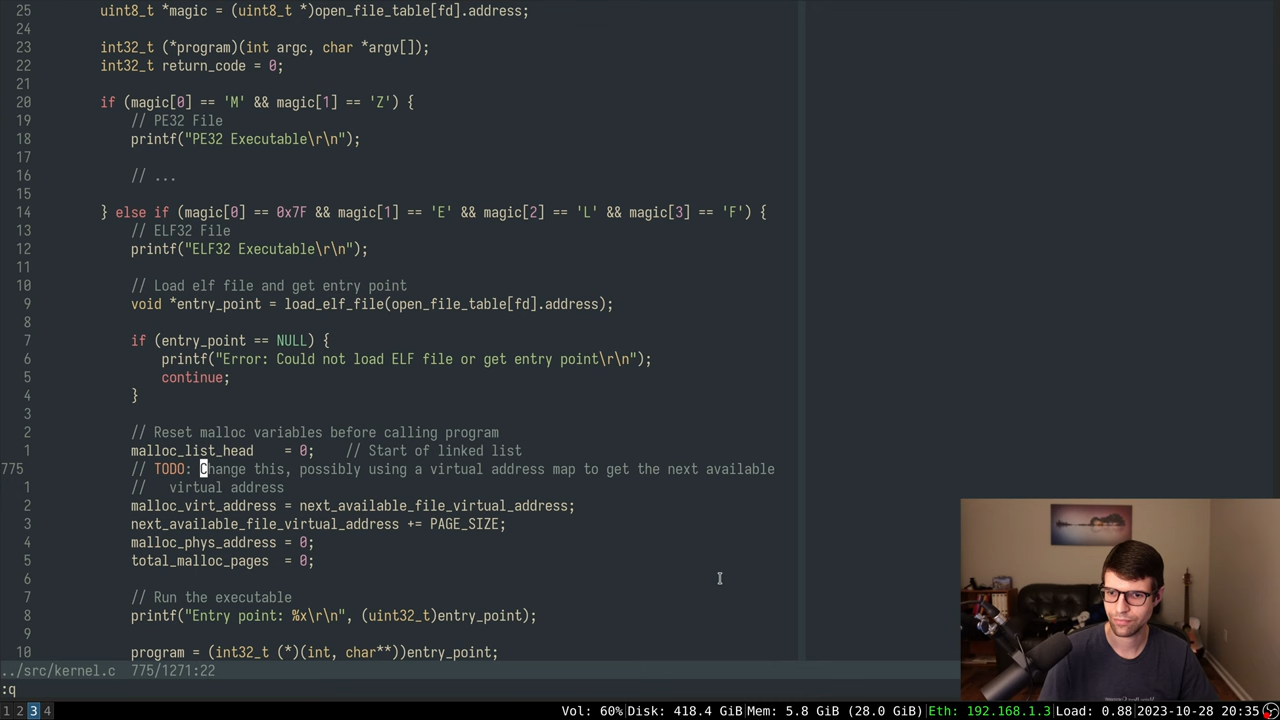 25 uint8_t *magic = (uint8_t *)open_file_table[fd].address;
24
23 int32_t (*program)(int argc, char *argv[]);
22 int32_t return_code = 0;
21
20 if (magic[0] == 'M' && magic[1] == 'Z') {
19 // PE32 File
18 printf("PE32 Executable\r\n");
17
16 // ...
15
14 } else if (magic[0] == 0x7F && magic[1] == 'E' && magic[2] == 'L' && magic[3] == 'F') {
13 // ELF32 File
12 printf("ELF32 Executable\r\n");
11
10 // Load elf file and get entry point
9 void *entry_point = load_elf_file(open_file_table[fd].address);
8
7 if (entry_point == NULL) {
6 printf("Error: Could not load ELF file or get entry point\r\n");
5 continue;
4 }
3
2 // Reset malloc variables before calling program
1 malloc_list_head = 0; // Start of linked list
775 // TODO: Change this, possibly using a virtual address map to get the next available
1 // virtual address
2 malloc_virt_address = next_available_file_virtual_address;
3 next_available_file_virtual_address += PAGE_SIZE;
4 malloc_phys_address = 0;
5 total_malloc_pages = 0;
6
7 // Run the executable
8 printf("Entry point: %x\r\n", (uint32_t)entry_point);
9
10 program = (int32_t (*)(int, char**))entry_point;
../src/kernel.c 775/1271:22
:q
1 2 3 4 Vol: 60%|Disk: 418.4 GiB|Mem: 5.8 GiB (28.0 GiB)|Eth: 192.168.1.3|Load: 0.88 2023-10-28 20:35